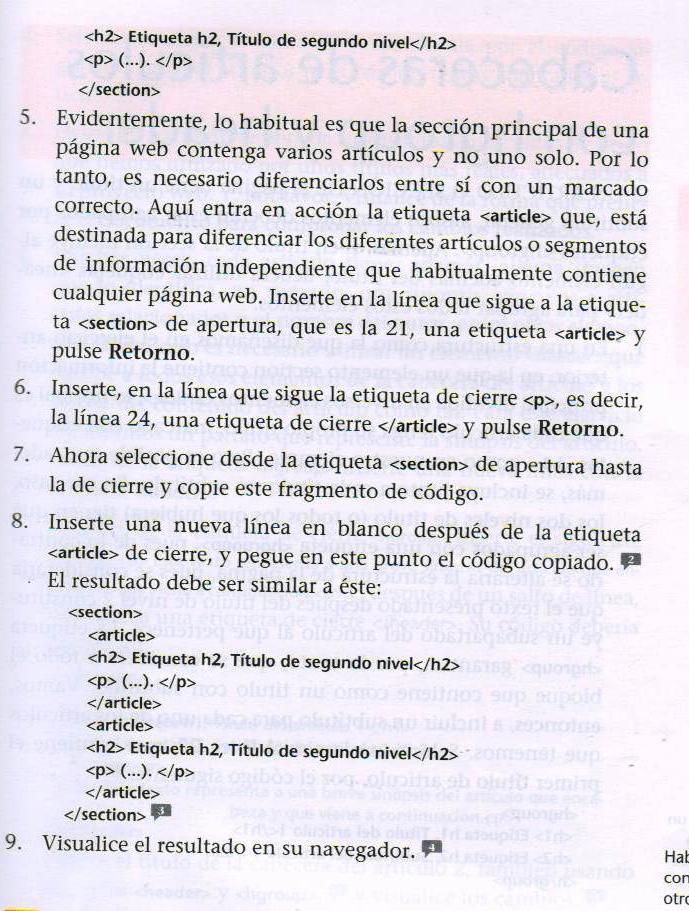 <h2> Etiqueta h2, Título de segundo nivel</h2>
<p> (...). </p>
</section>
5. Evidentemente, lo habitual es que la sección principal de una
página web contenga varios artículos y no uno solo. Por lo
tanto, es necesario diferenciarlos entre sí con un marcado
correcto. Aquí entra en acción la etiqueta <article> que, está
destinada para diferenciar los diferentes artículos o segmentos
de información independiente que habitualmente contiene
cualquier página web. Inserte en la línea que sigue a la etique-
ta <section> de apertura, que es la 21, una etiqueta <article> y
pulse Retorno.
6. Inserte, en la línea que sigue la etiqueta de cierre <p>, es decir,
la línea 24, una etiqueta de cierre </article> y pulse Retorno.
7. Ahora seleccione desde la etiqueta <section> de apertura hasta
la de cierre y copie este fragmento de código.
8. Inserte una nueva línea en blanco después de la etiqueta
<article> de cierre, y pegue en este punto el código copiado. 2
El resultado debe ser similar a éste:
<section>
<article>
<h2> Etiqueta h2, Título de segundo nivel</h2>
<p> (...). </p>
</article>
<article>
<h2> Etiqueta h2, Título de segundo nivel</h2>
<p> (...). </p>
</article>
</section> 3
9. Visualice el resultado en su navegador. 4
Hab
con
otro